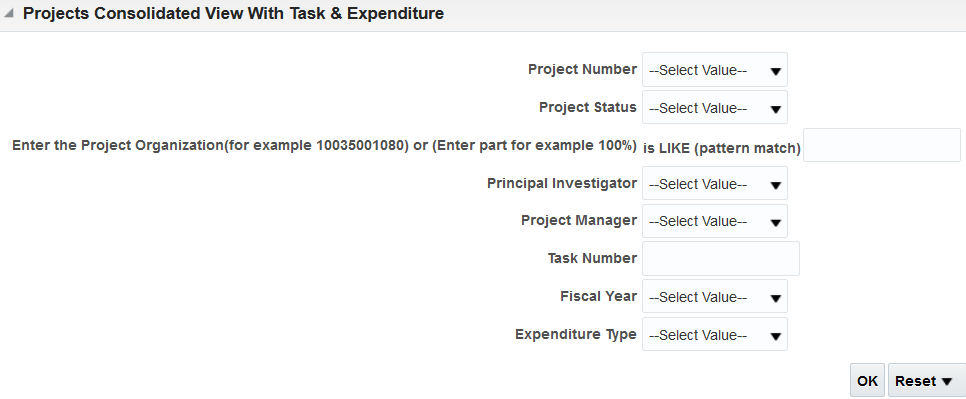 Projects Consolidated View With Task & Expenditure
Project Number --Select Value--
Project Status --Select Value--
Enter the Project Organization(for example 10035001080) or (Enter part for example 100%) is LIKE (pattern match)
Principal Investigator --Select Value--
Project Manager --Select Value--
Task Number
Fiscal Year --Select Value--
Expenditure Type --Select Value--
OK Reset